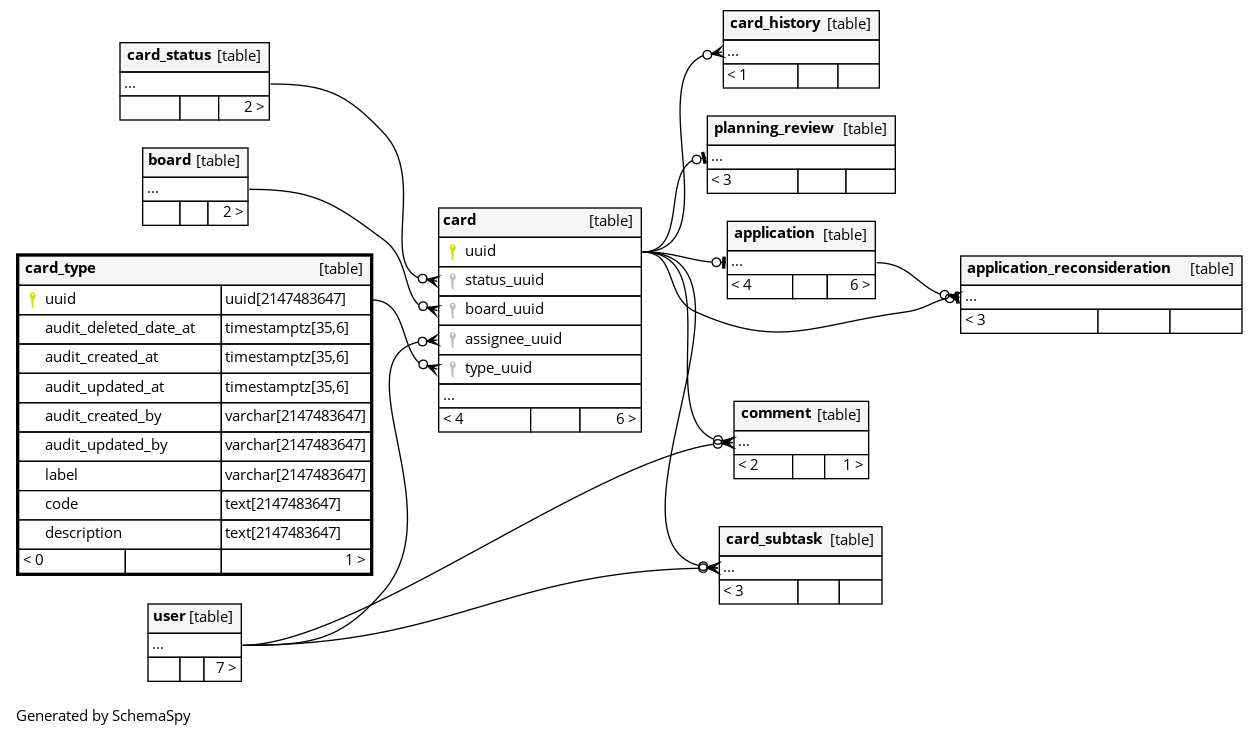 card_status [table]
...
2 >
board [table]
...
2 >
card_type [table]
uuid uuid[2147483647]
audit_deleted_date_at timestamptz[35,6]
audit_created_at timestamptz[35,6]
audit_updated_at timestamptz[35,6]
audit_created_by varchar[2147483647]
audit_updated_by varchar[2147483647]
label varchar[2147483647]
code text[2147483647]
description text[2147483647]
< 0 1 >
user [table]
...
7 >
card [table]
uuid
status_uuid
board_uuid
assignee_uuid
type_uuid
...
< 4 6 >
card_history [table]
...
< 1
planning_review [table]
...
< 3
application [table]
...
< 4 6 >
application_reconsideration [table]
...
< 3
comment [table]
...
< 2 1 >
card_subtask [table]
...
< 3
Generated by SchemaSpy